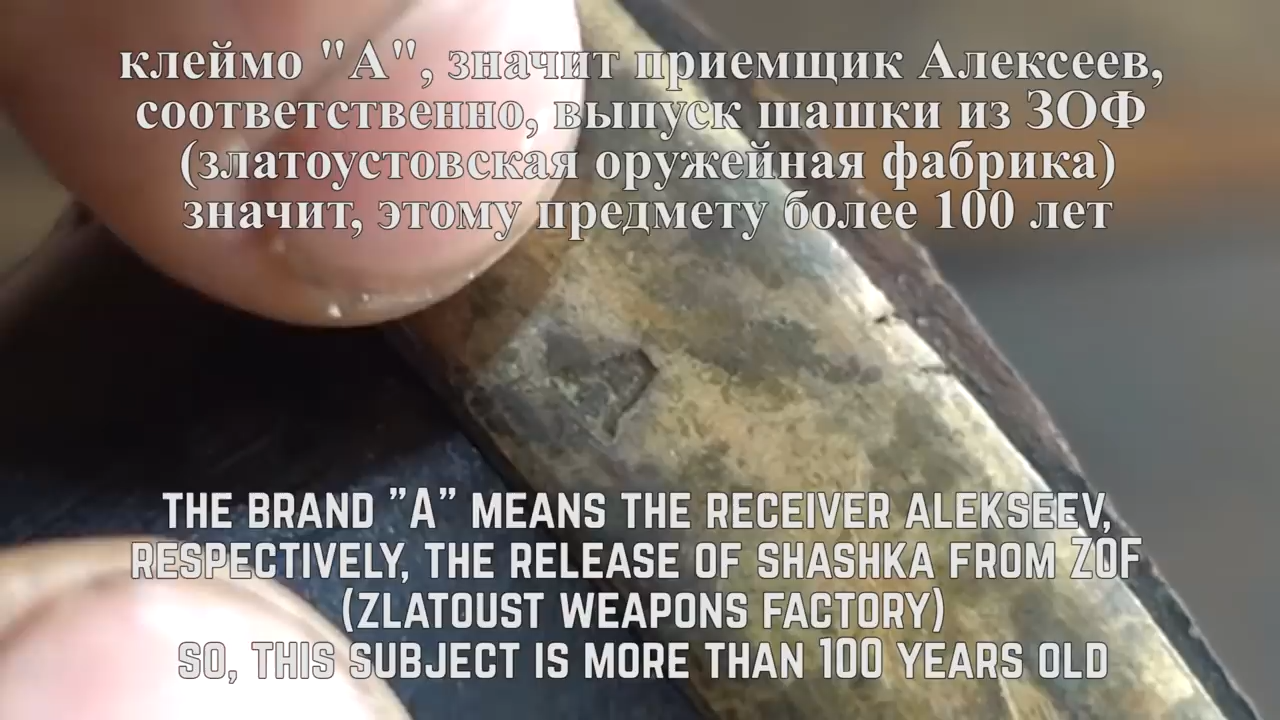 клеймо "А", значит приемщик Алексеев,
соответственно, выпуск шашки из ЗОФ
(златоустовская оружейная фабрика)
значит, этому предмету более 100 лет
THE BRAND "A" MEANS THE RECEIVER ALEKSEEV,
RESPECTIVELY, THE RELEASE OF SHASHKA FROM ZOF
(ZLATOUST WEAPONS FACTORY)
SO, THIS SUBJECT IS MORE THAN 100 YEARS OLD